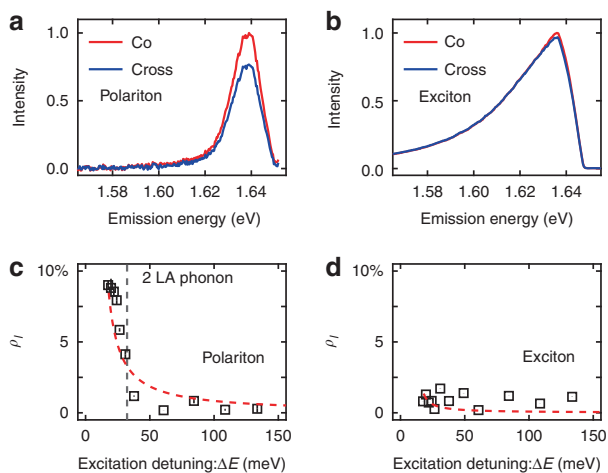 a
1.0
0.5
0.0
Intensity
Co
Cross
Polariton
1.58
1.60
1.62
1.64
Emission energy (eV)
b
1.0
0.5
0.0
Intensity
Co
Cross
Exciton
1.58
1.60
1.62
1.64
Emission energy (eV)
c
10%
5
0
ρl
2 LA phonon
Polariton
0
50
100
150
Excitation detuning:ΔE (meV)
d
10%
5
0
ρl
Exciton
0
50
100
150
Excitation detuning:ΔE (meV)